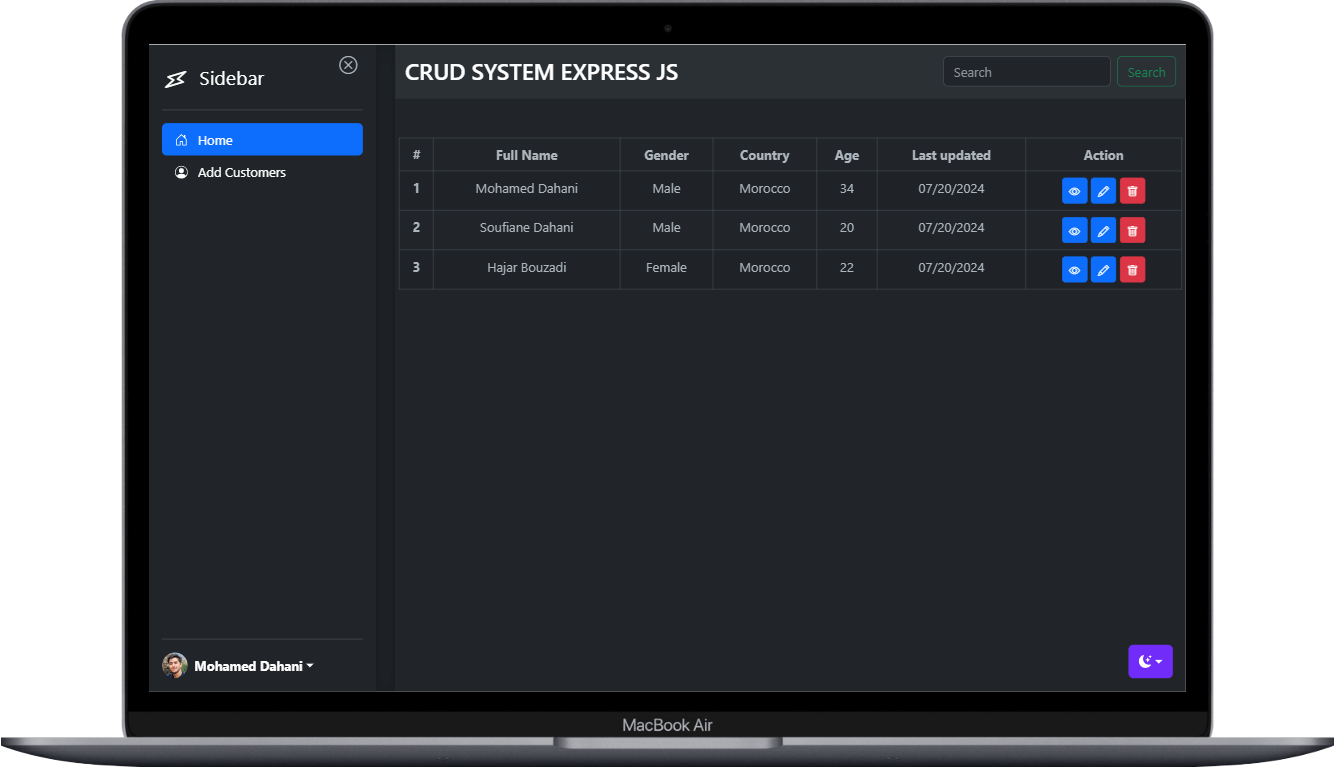 Sidebar
Home
Add Customers
Mohamed Dahani
CRUD SYSTEM EXPRESS JS
Search
Search
# Full Name Gender Country Age Last updated Action
1 Mohamed Dahani Male Morocco 34 07/20/2024
2 Soufiane Dahani Male Morocco 20 07/20/2024
3 Hajar Bouzadi Female Morocco 22 07/20/2024
MacBook Air